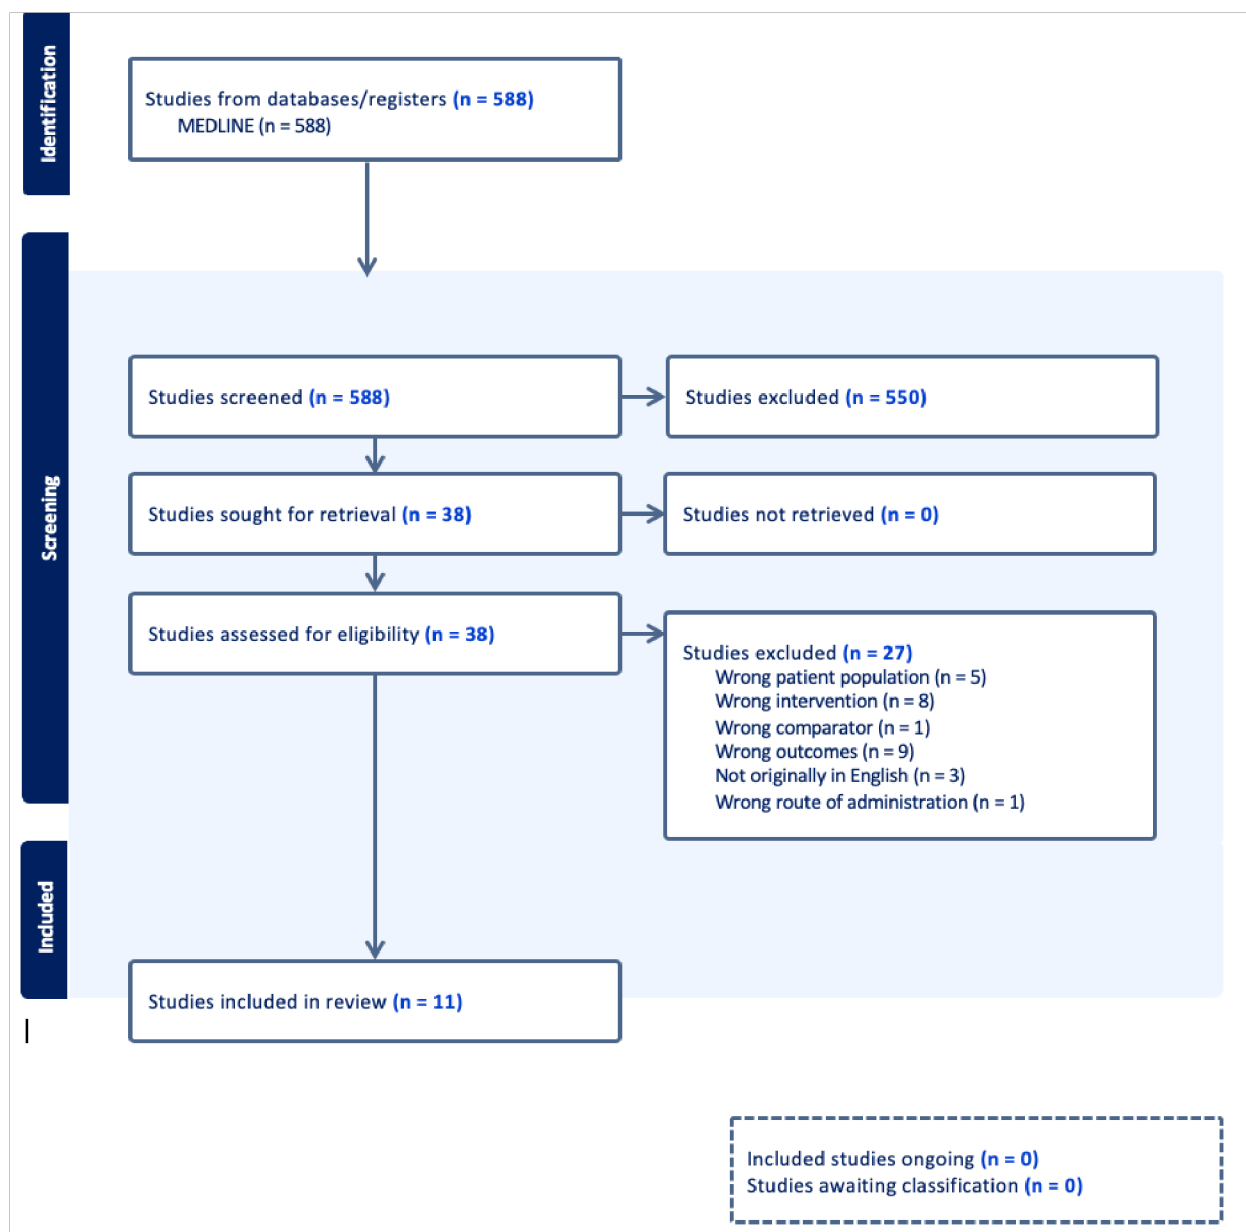 Identification
Studies from databases/registers (n = 588)
MEDLINE (n = 588)
Screening
Studies screened (n = 588)
Studies excluded (n = 550)
Studies sought for retrieval (n = 38)
Studies not retrieved (n = 0)
Studies assessed for eligibility (n = 38)
Studies excluded (n = 27)
Wrong patient population (n = 5)
Wrong intervention (n = 8)
Wrong comparator (n = 1)
Wrong outcomes (n = 9)
Not originally in English (n = 3)
Wrong route of administration (n = 1)
Included
Studies included in review (n = 11)
Included studies ongoing (n = 0)
Studies awaiting classification (n = 0)